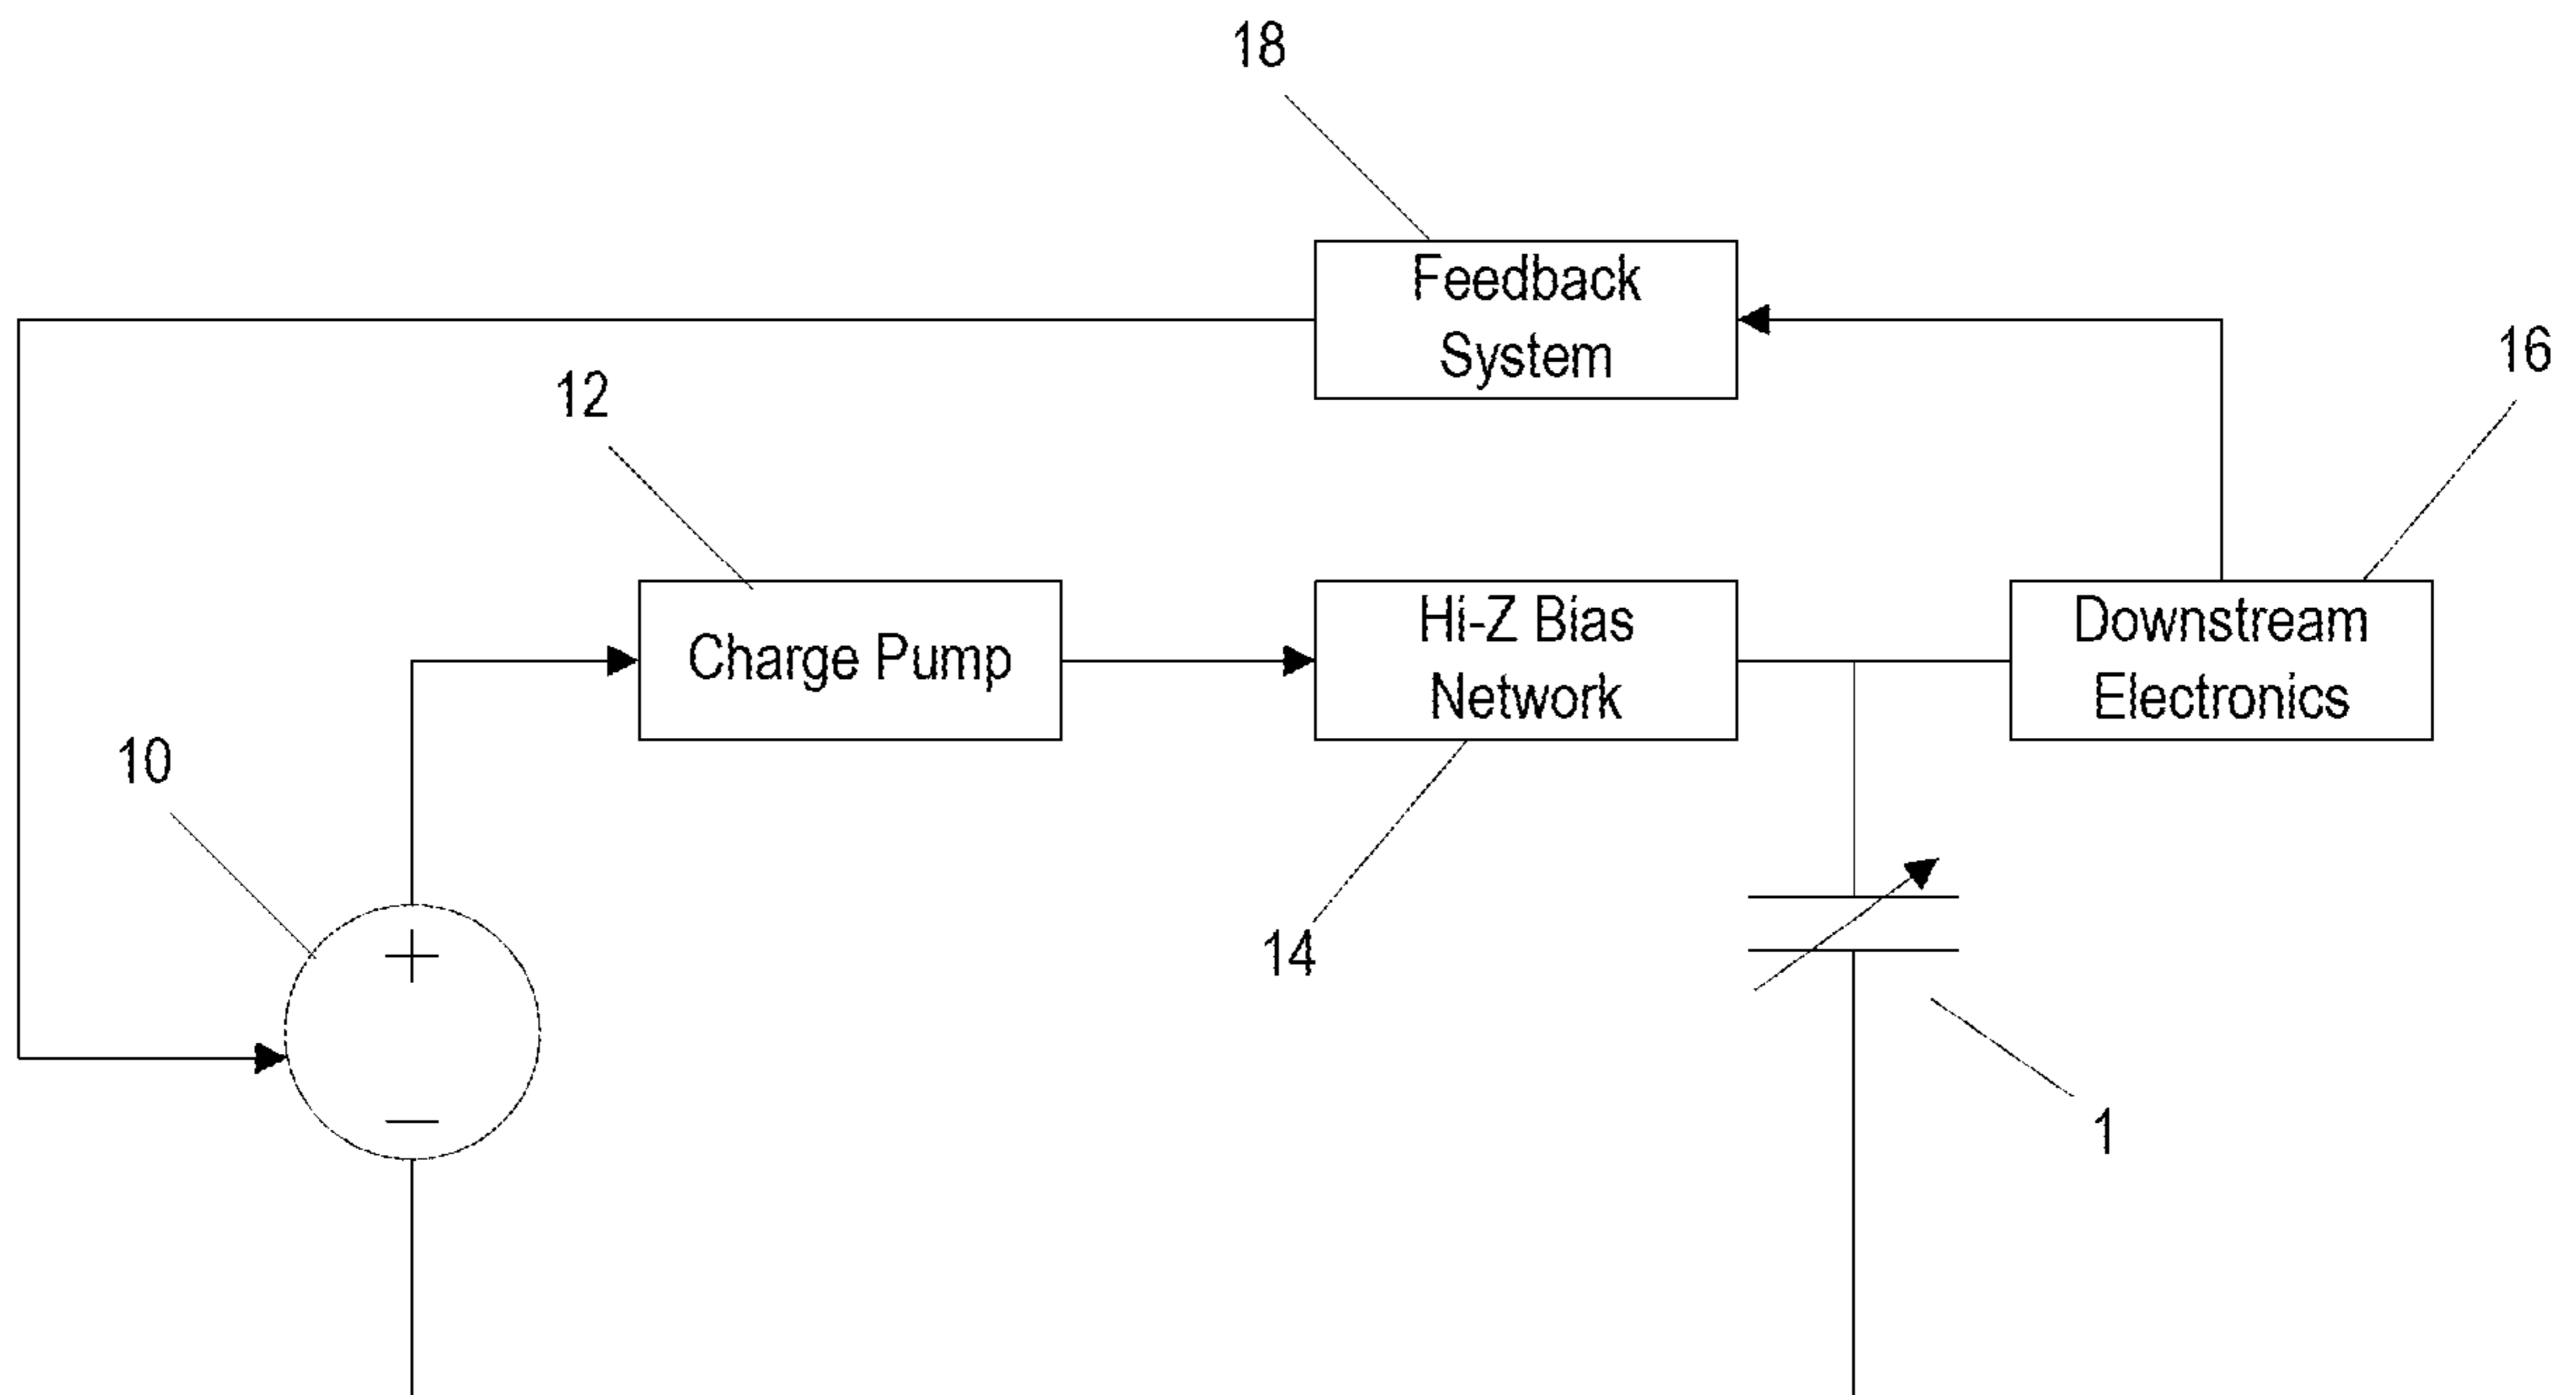 18
Feedback
System
16
12
Charge Pump
Hi-Z Bias
Network
Downstream
Electronics
10
+
14
−
1